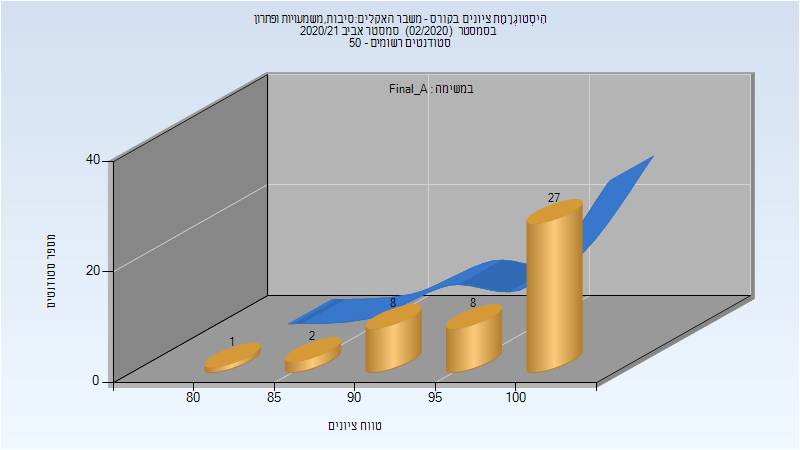 היסטוגרמת ציונים בקורס - משבר האקלים:סיבות,משמעויות ופתרון
בסמסטר (02/2020) סמסטר אביב 2020/21
סטודנטים רשומים - 50
במשימה : Final_A
מספר סטודנטים
40
20
0
1
2
8
8
27
80
85
90
95
100
טווח ציונים